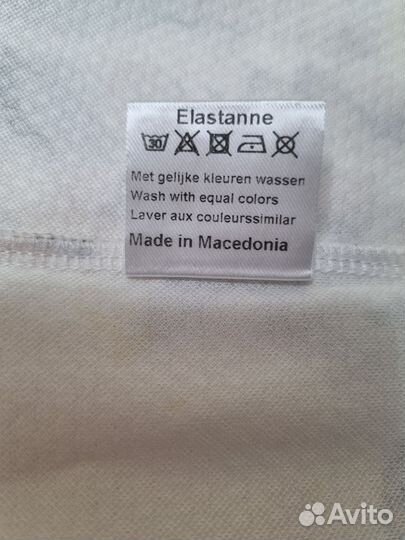 Elastanne
30
Met gelijke kleuren wassen
Wash with equal colors
Laver aux couleurssimilar
Made in Macedonia
Avito